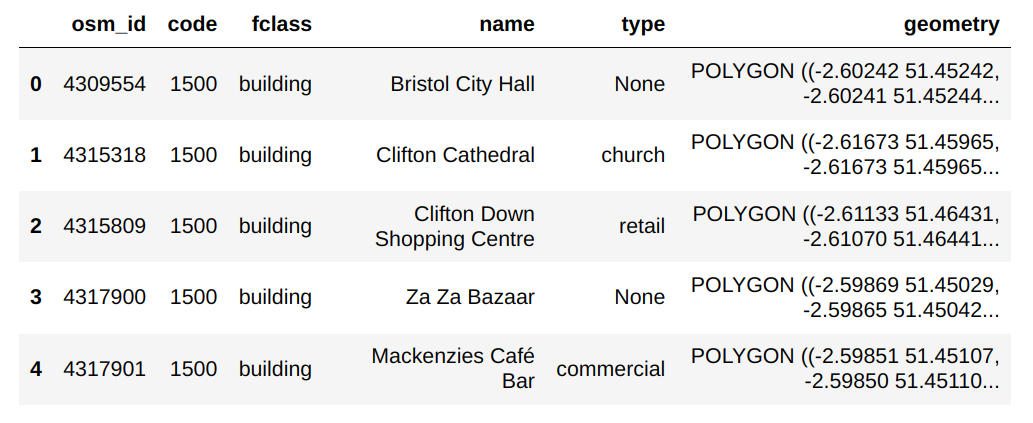 osm_id code fclass name type geometry
0 4309554 1500 building Bristol City Hall None POLYGON ((-2.60242 51.45242,
-2.60241 51.45244...
1 4315318 1500 building Clifton Cathedral church POLYGON ((-2.61673 51.45965,
-2.61673 51.45965...
2 4315809 1500 building Clifton Down
Shopping Centre retail POLYGON ((-2.61133 51.46431,
-2.61070 51.46441...
3 4317900 1500 building Za Za Bazaar None POLYGON ((-2.59869 51.45029,
-2.59865 51.45042...
4 4317901 1500 building Mackenzies Café
Bar commercial POLYGON ((-2.59851 51.45107,
-2.59850 51.45110...